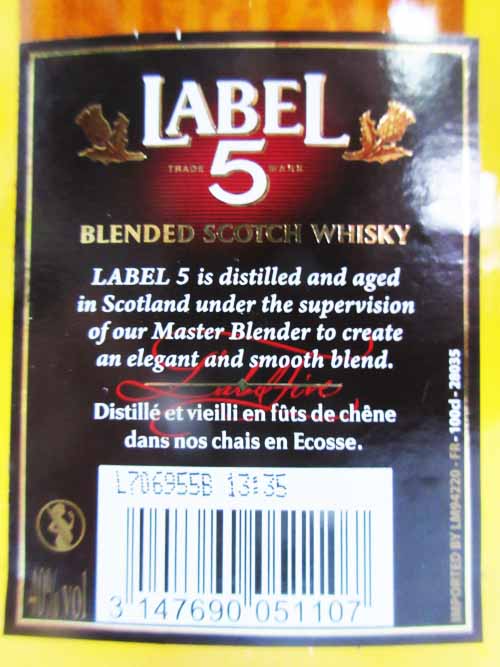 LABEL
5
TRADE MARK
BLENDED SCOTCH WHISKY
LABEL 5 is distilled and aged
in Scotland under the supervision
of our Master Blender to create
an elegant and smooth blend.
Label Five
Distillé et vieilli en fûts de chêne
dans nos chais en Ecosse.
L706955B 13:35
3 147690 051107
40% vol
IMPORTED BY LM94220 - FR - 100cl - 28035